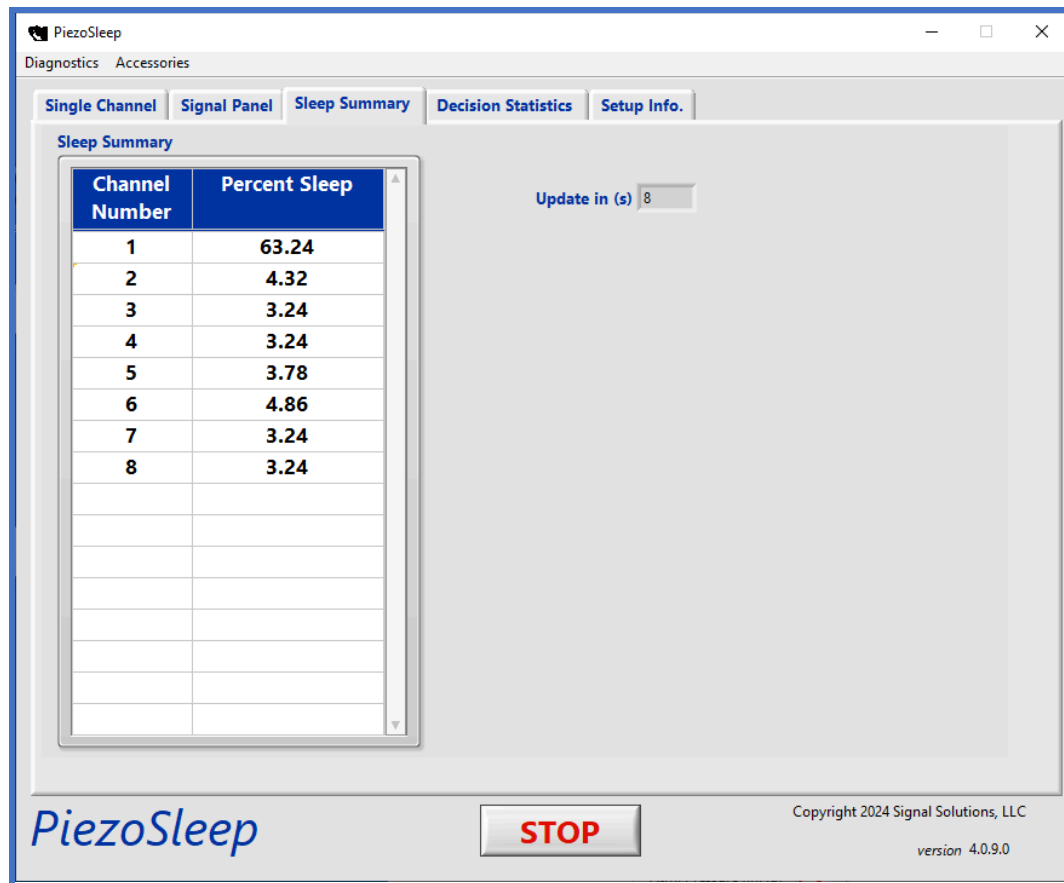 PiezoSleep
Diagnostics Accessories
Single Channel Signal Panel Sleep Summary Decision Statistics Setup Info.
Sleep Summary
Channel Number Percent Sleep
Update in (s) 8
1 63.24
2 4.32
3 3.24
4 3.24
5 3.78
6 4.86
7 3.24
8 3.24
PiezoSleep
STOP
Copyright 2024 Signal Solutions, LLC
version 4.0.9.0